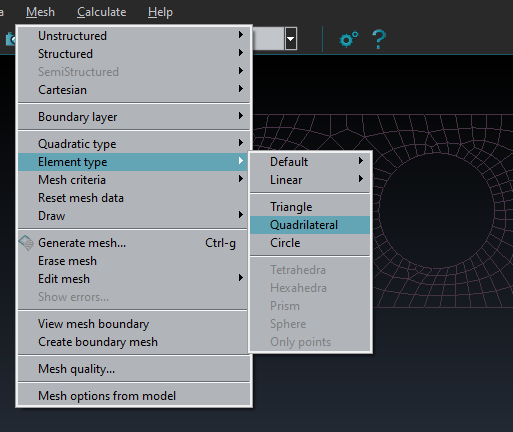 a Mesh Calculate Help
Unstructured
Structured
SemiStructured
Cartesian
Boundary layer
Quadratic type
Element type
Mesh criteria
Reset mesh data
Draw
Generate mesh... Ctrl-g
Erase mesh
Edit mesh
Show errors...
View mesh boundary
Create boundary mesh
Mesh quality...
Mesh options from model
Default
Linear
Triangle
Quadrilateral
Circle
Tetrahedra
Hexahedra
Prism
Sphere
Only points